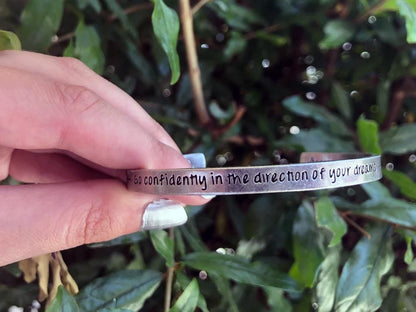 Go confidently in the direction of your dreams